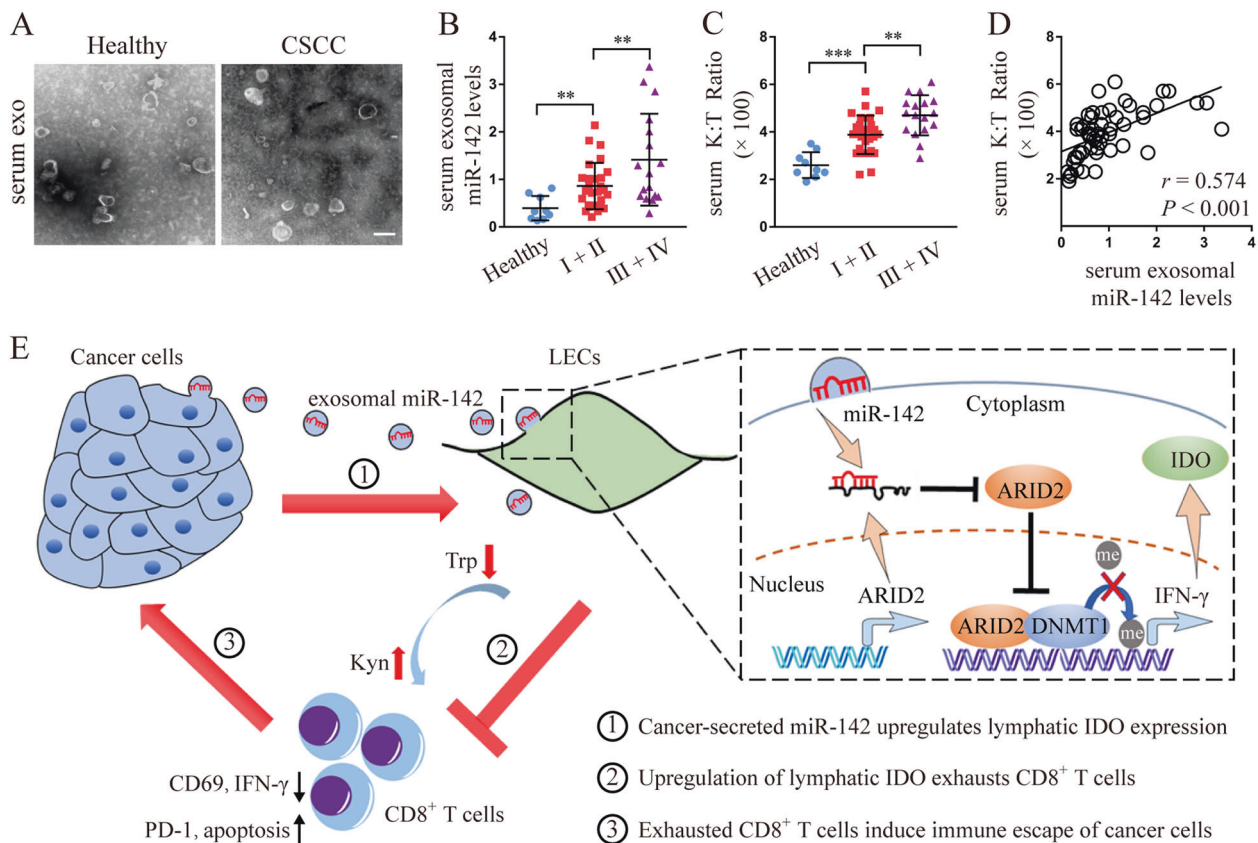 A
Healthy
CSCC
serum exo
B
serum exosomal
miR-142 levels
4
3
2
1
0
**
**
Healthy
I + II
III + IV
C
serum K:T Ratio
(× 100)
8
6
4
2
0
***
**
Healthy
I + II
III + IV
D
serum K:T Ratio
(× 100)
8
6
4
2
0
r = 0.574
P < 0.001
0 1 2 3 4
serum exosomal
miR-142 levels
E
Cancer cells
exosomal miR-142
LECs
①
Trp
②
Kyn
③
CD69, IFN-γ
PD-1, apoptosis
CD8⁺ T cells
miR-142
Cytoplasm
IDO
ARID2
me
Nucleus
ARID2
IFN-γ
ARID2
DNMT1
me
① Cancer-secreted miR-142 upregulates lymphatic IDO expression
② Upregulation of lymphatic IDO exhausts CD8⁺ T cells
③ Exhausted CD8⁺ T cells induce immune escape of cancer cells